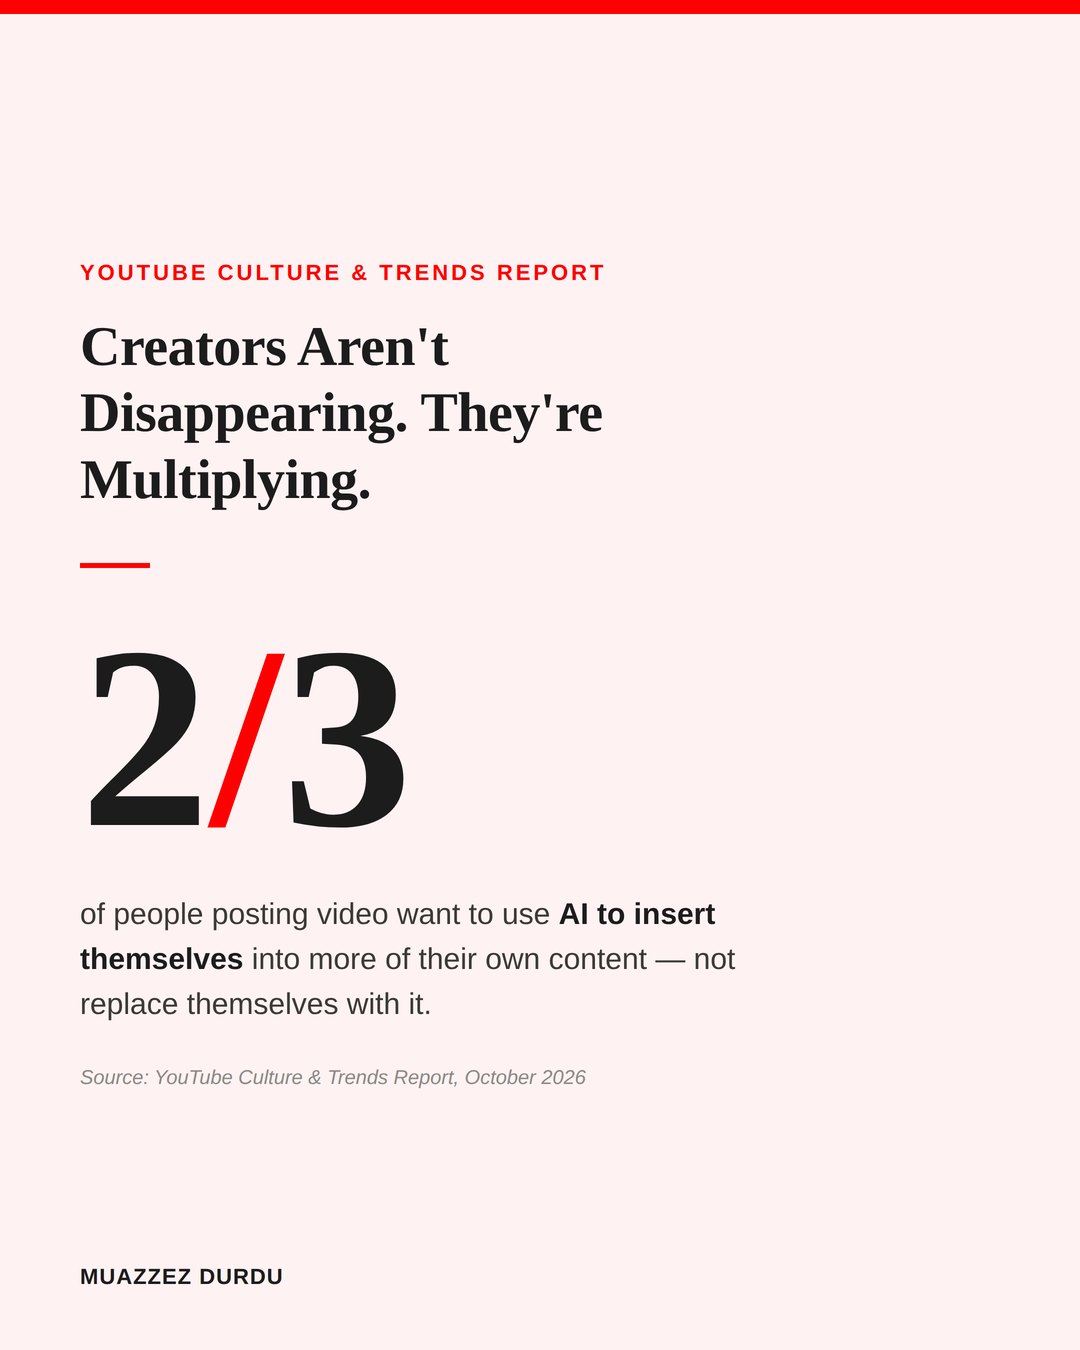 YOUTUBE CULTURE & TRENDS REPORT
Creators Aren't
Disappearing. They're
Multiplying.
2/3
of people posting video want to use AI to insert
themselves into more of their own content — not
replace themselves with it.
Source: YouTube Culture & Trends Report, October 2026
MUAZZEZ DURDU